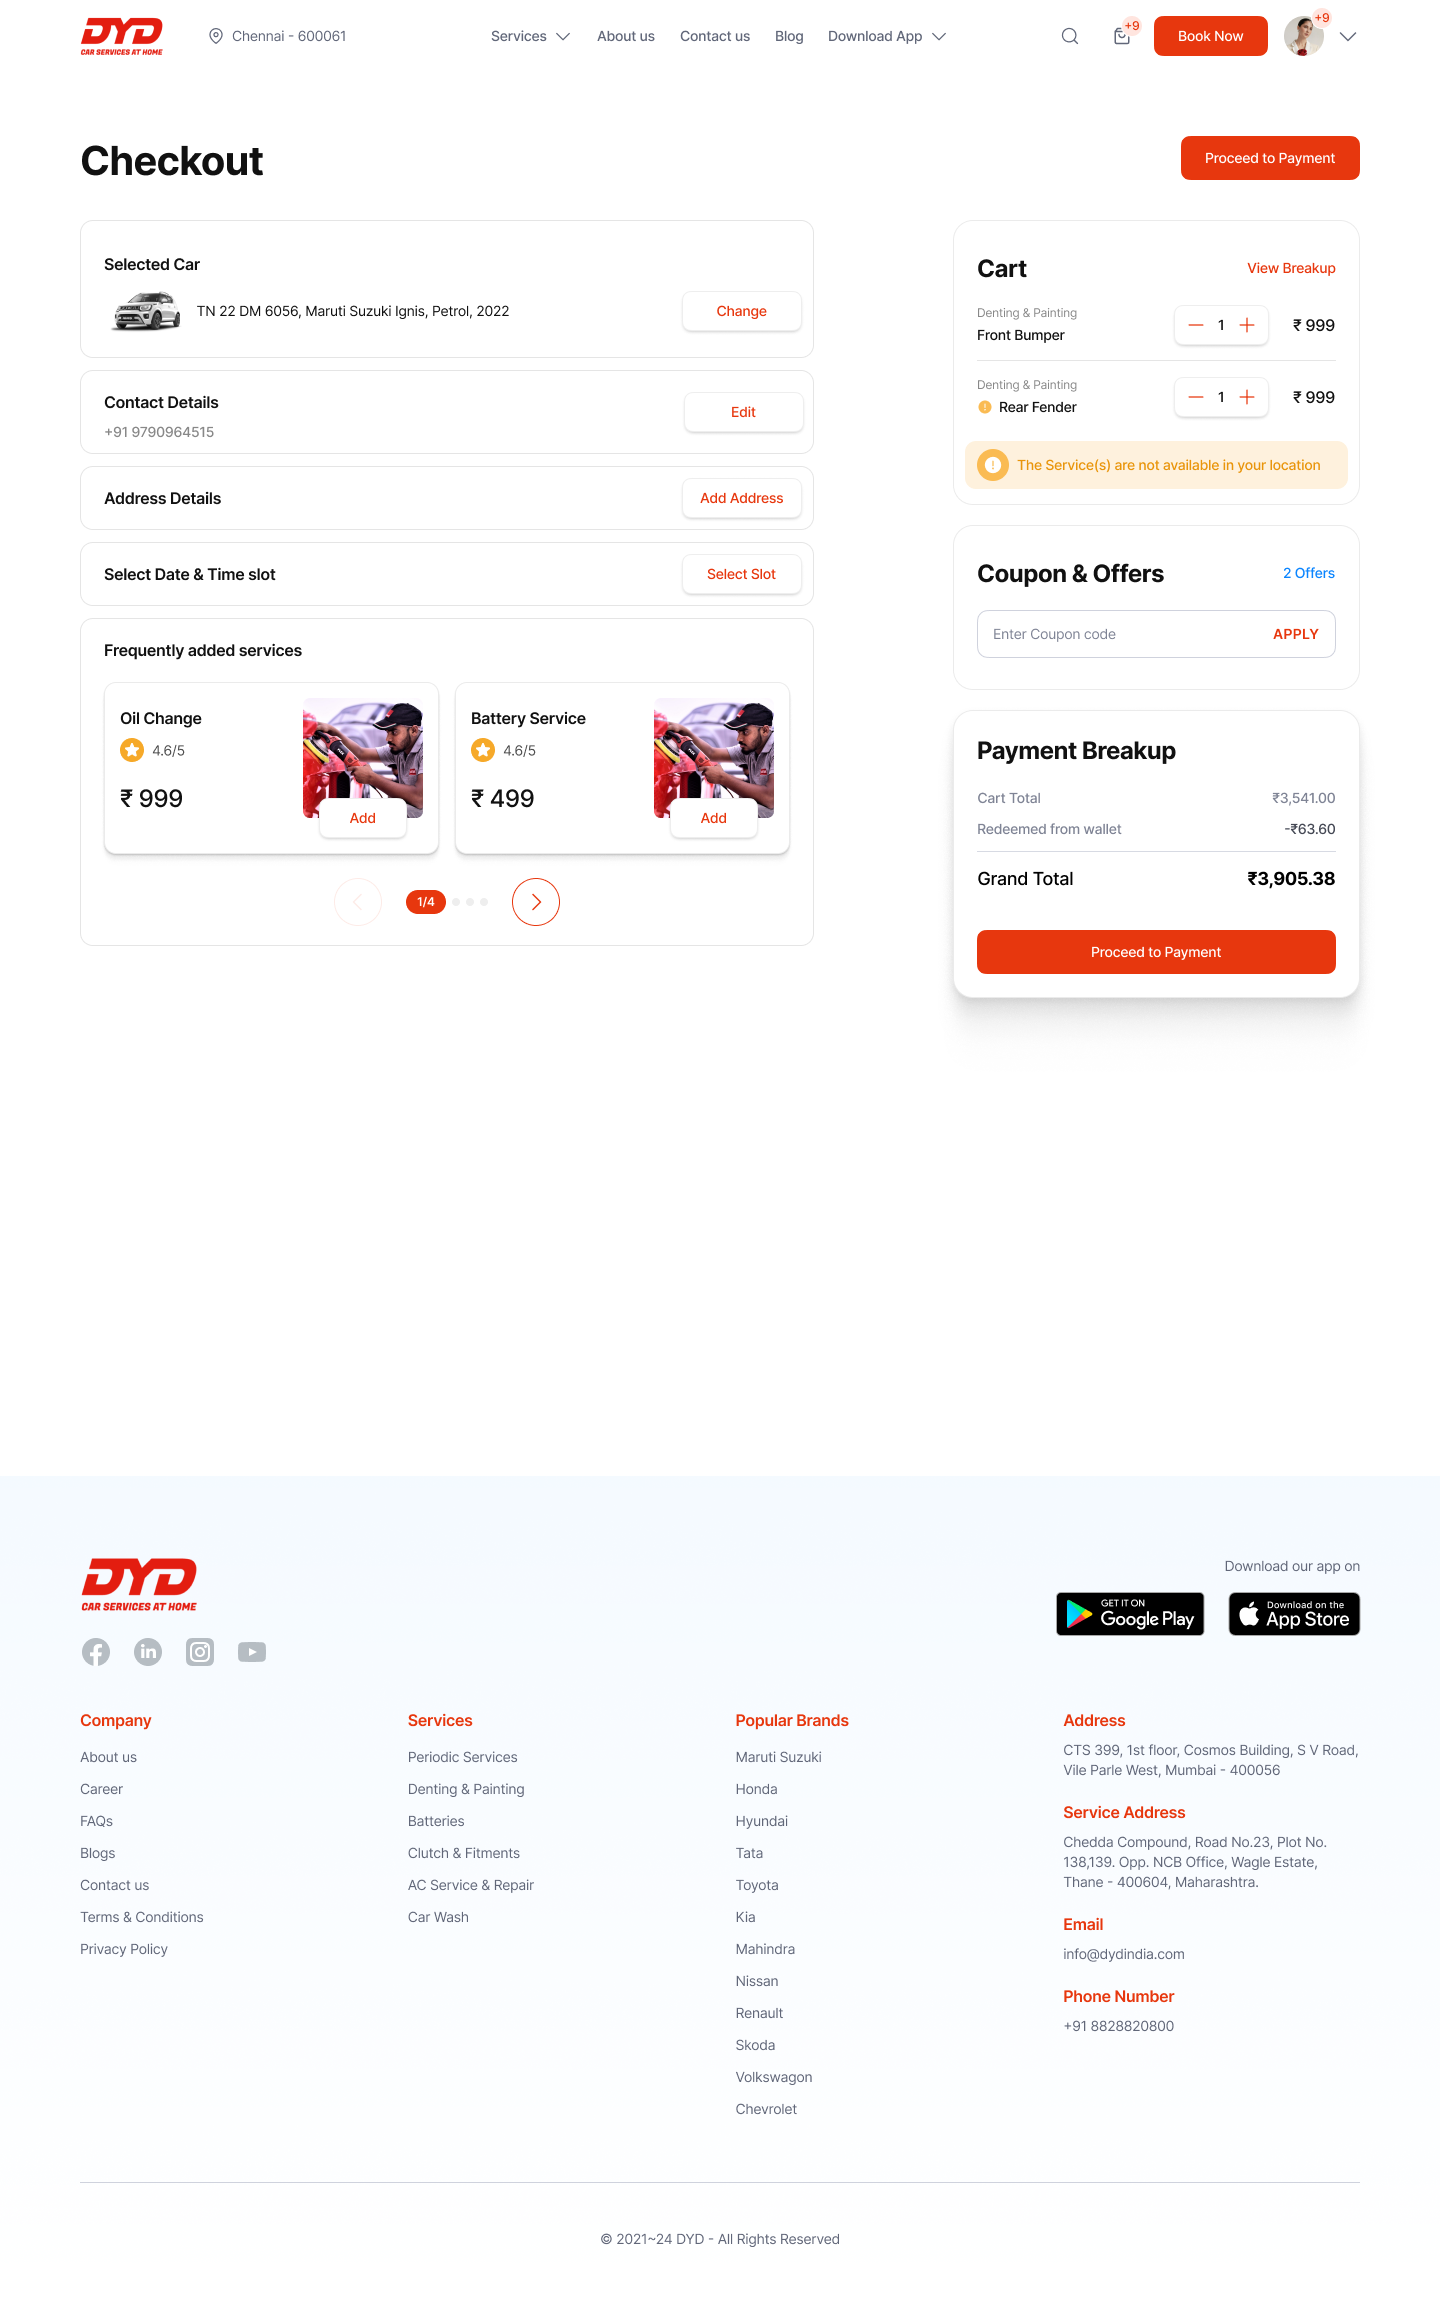 DYD
CAR SERVICES AT HOME
Chennai - 600061
Services
About us
Contact us
Blog
Download App
+9
Book Now
+9
Checkout
Proceed to Payment
Selected Car
TN 22 DM 6056, Maruti Suzuki Ignis, Petrol, 2022
Change
Contact Details
+91 9790964515
Edit
Address Details
Add Address
Select Date & Time slot
Select Slot
Frequently added services
Oil Change
4.6/5
₹ 999
Add
Battery Service
4.6/5
₹ 499
Add
1/4
Cart
View Breakup
Denting & Painting
Front Bumper
1
₹ 999
Denting & Painting
Rear Fender
1
₹ 999
The Service(s) are not available in your location
Coupon & Offers
2 Offers
Enter Coupon code
APPLY
Payment Breakup
Cart Total
₹3,541.00
Redeemed from wallet
-₹63.60
Grand Total
₹3,905.38
Proceed to Payment
DYD
CAR SERVICES AT HOME
Download our app on
GET IT ON
Google Play
Download on the
App Store
Company
About us
Career
FAQs
Blogs
Contact us
Terms & Conditions
Privacy Policy
Services
Periodic Services
Denting & Painting
Batteries
Clutch & Fitments
AC Service & Repair
Car Wash
Popular Brands
Maruti Suzuki
Honda
Hyundai
Tata
Toyota
Kia
Mahindra
Nissan
Renault
Skoda
Volkswagon
Chevrolet
Address
CTS 399, 1st floor, Cosmos Building, S V Road,
Vile Parle West, Mumbai - 400056
Service Address
Chedda Compound, Road No.23, Plot No.
138,139. Opp. NCB Office, Wagle Estate,
Thane - 400604, Maharashtra.
Email
info@dydindia.com
Phone Number
+91 8828820800
© 2021~24 DYD - All Rights Reserved